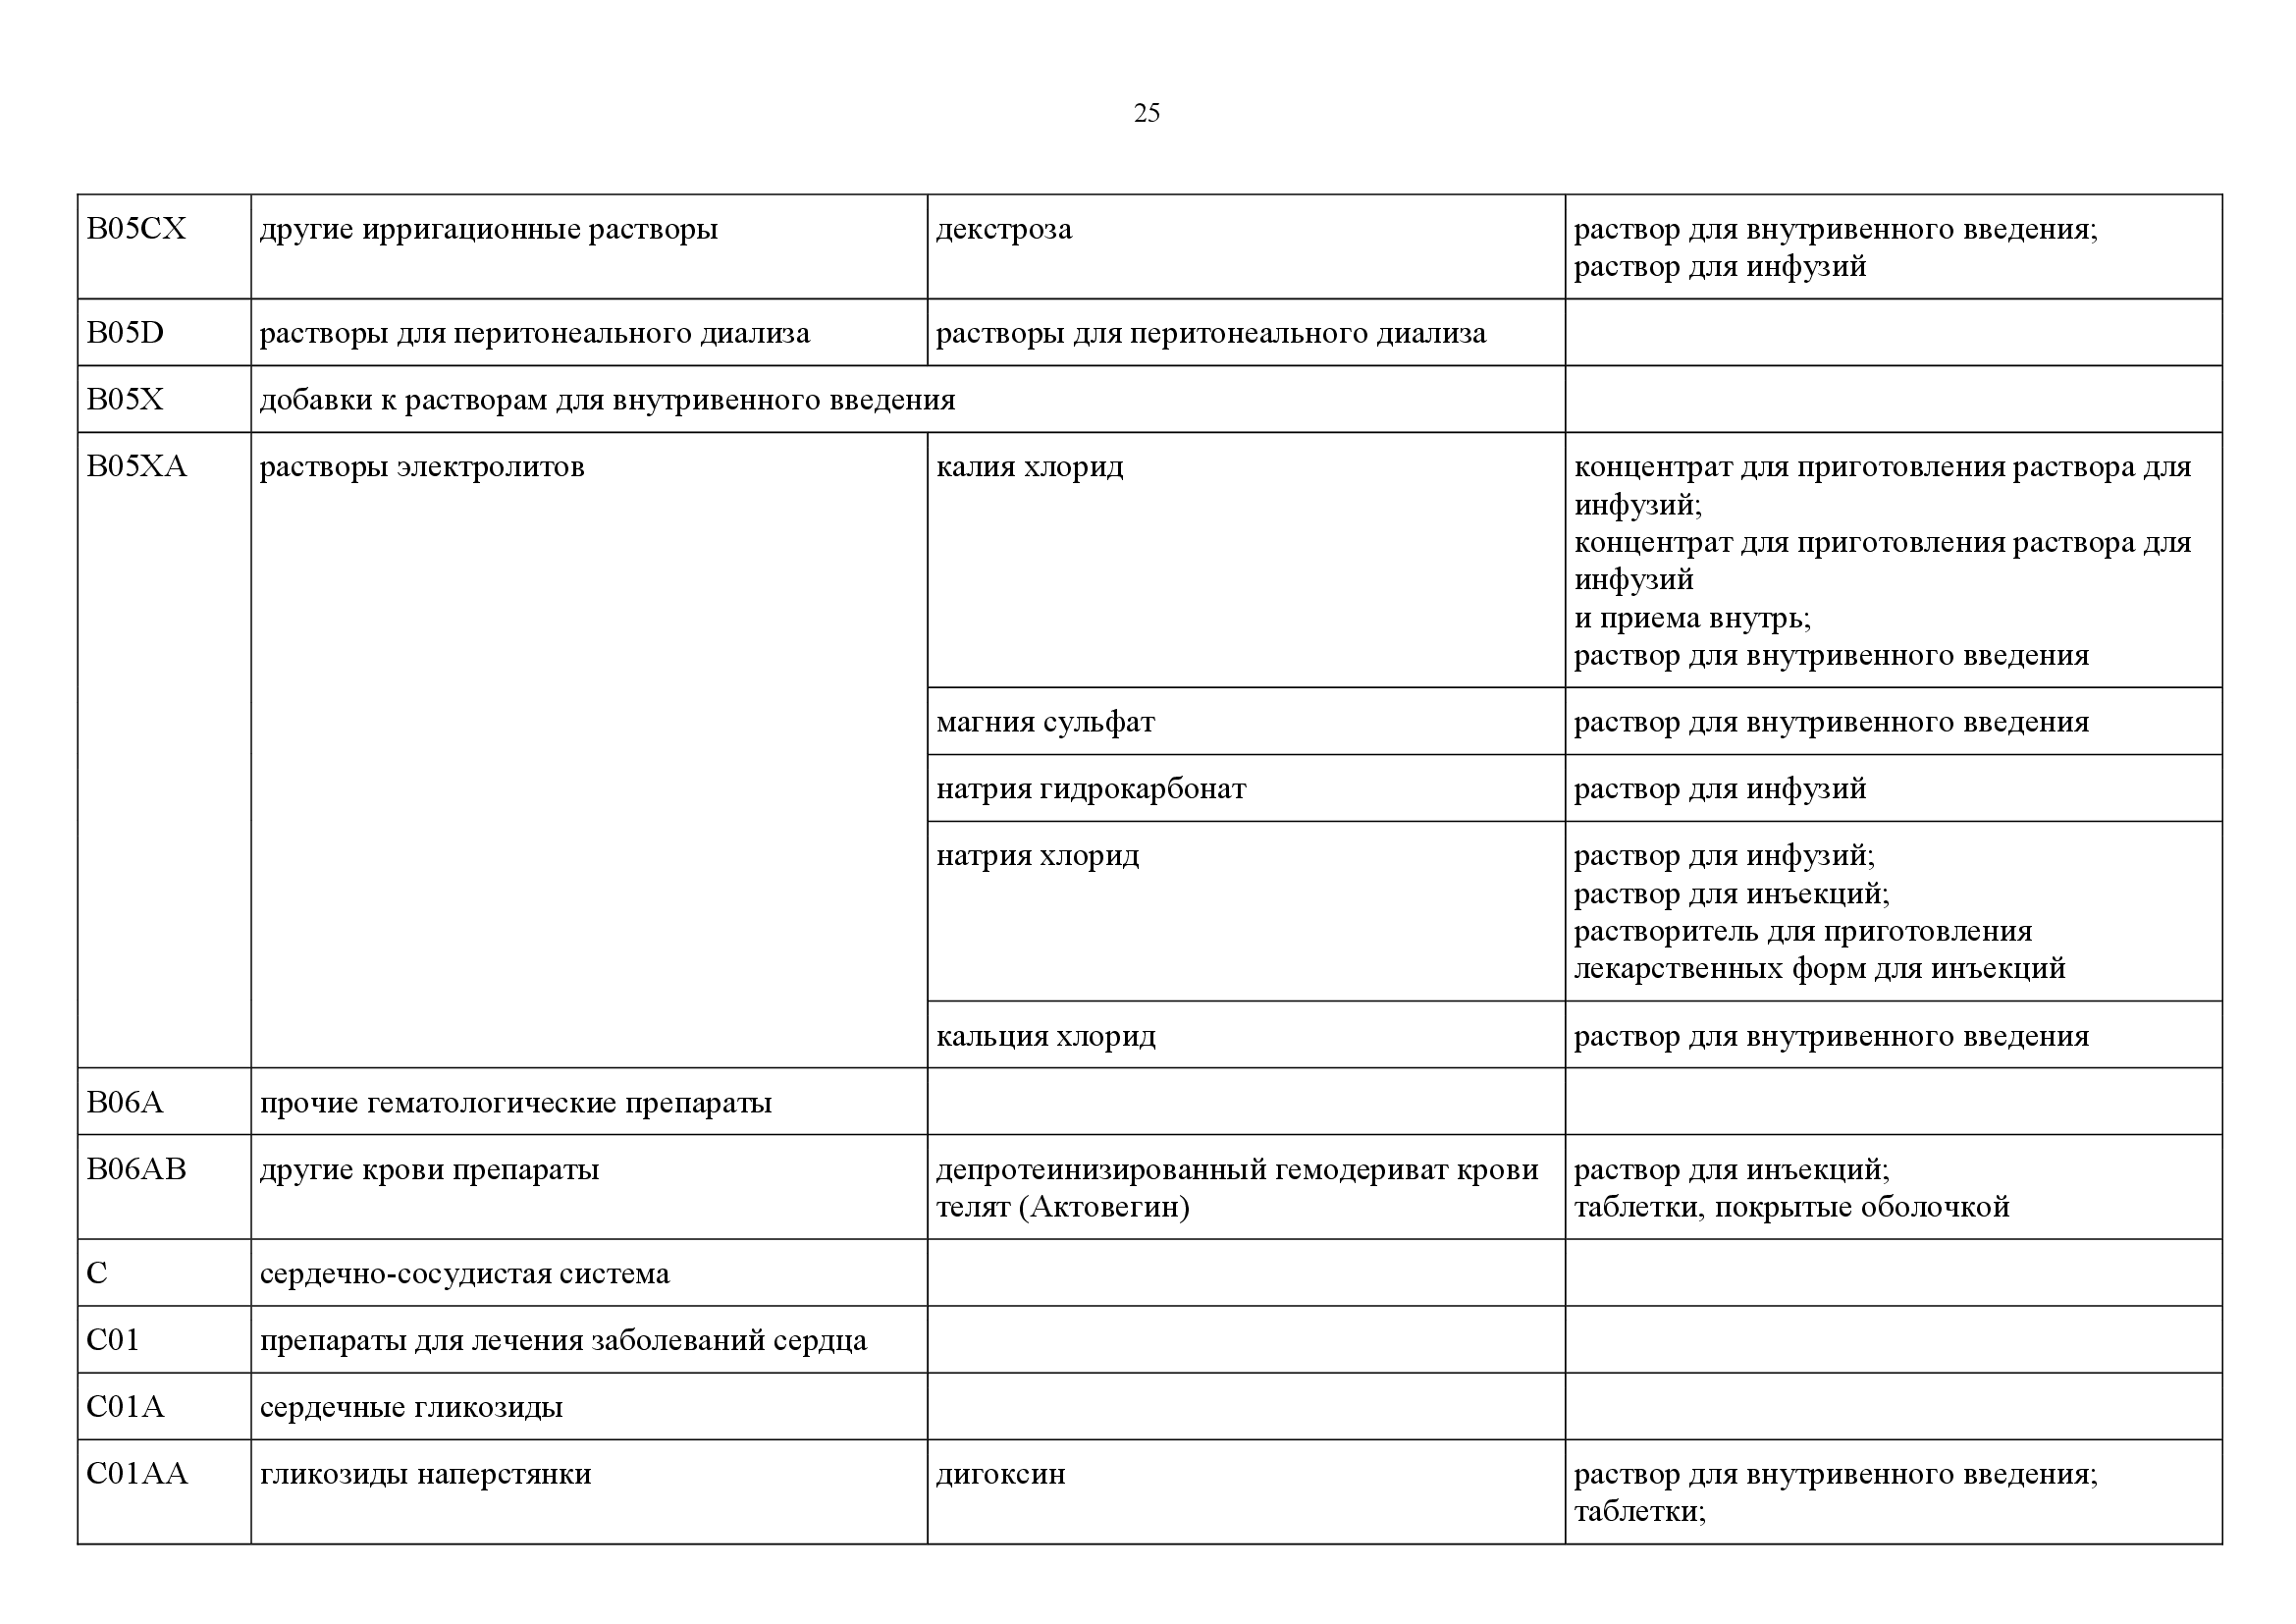 25
B05CX другие ирригационные растворы декстроза раствор для внутривенного введения;
раствор для инфузий
B05D растворы для перитонеального диализа растворы для перитонеального диализа
B05X добавки к растворам для внутривенного введения
B05XA растворы электролитов калия хлорид концентрат для приготовления раствора для
инфузий;
концентрат для приготовления раствора для
инфузий
и приема внутрь;
раствор для внутривенного введения
магния сульфат раствор для внутривенного введения
натрия гидрокарбонат раствор для инфузий
натрия хлорид раствор для инфузий;
раствор для инъекций;
растворитель для приготовления
лекарственных форм для инъекций
кальция хлорид раствор для внутривенного введения
B06A прочие гематологические препараты
B06AB другие крови препараты депротеинизированный гемодериват крови раствор для инъекций;
телят (Актовегин) таблетки, покрытые оболочкой
C сердечно-сосудистая система
C01 препараты для лечения заболеваний сердца
C01A сердечные гликозиды
C01AA гликозиды наперстянки дигоксин раствор для внутривенного введения;
таблетки;